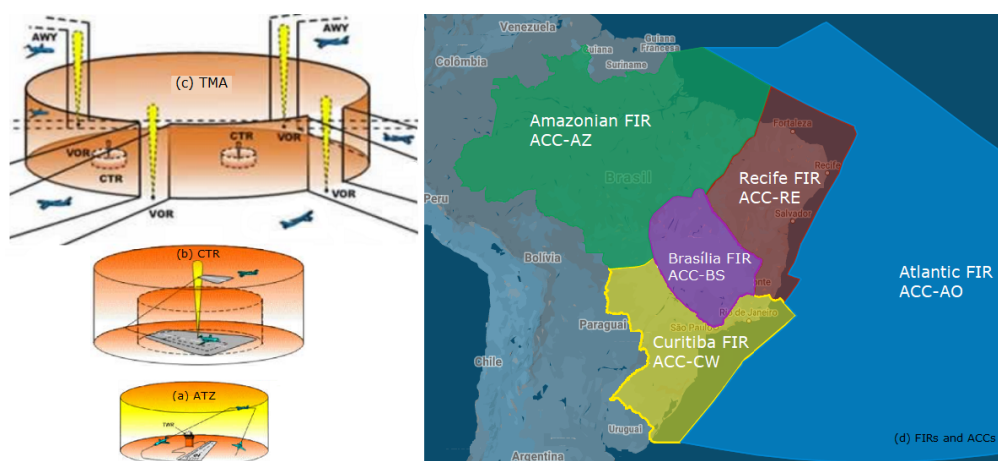 AWY
AWY
(c) TMA
CTR
VOR
VOR
CTR
VOR
VOR
(b) CTR
(a) ATZ
TWR
Venezuela
Guiana
Guiana
Francesa
Suriname
Colômbia
Amazonian FIR
ACC-AZ
Brasil
Fortaleza
Recife
Recife FIR
ACC-RE
Salvador
Peru
Bolívia
Brasília FIR
ACC-BS
Atlantic FIR
ACC-AO
Rio de Janeiro
São Paulo
Paraguai
Curitiba FIR
ACC-CW
Chile
Uruguai
Argentina
(d) FIRs and ACCs